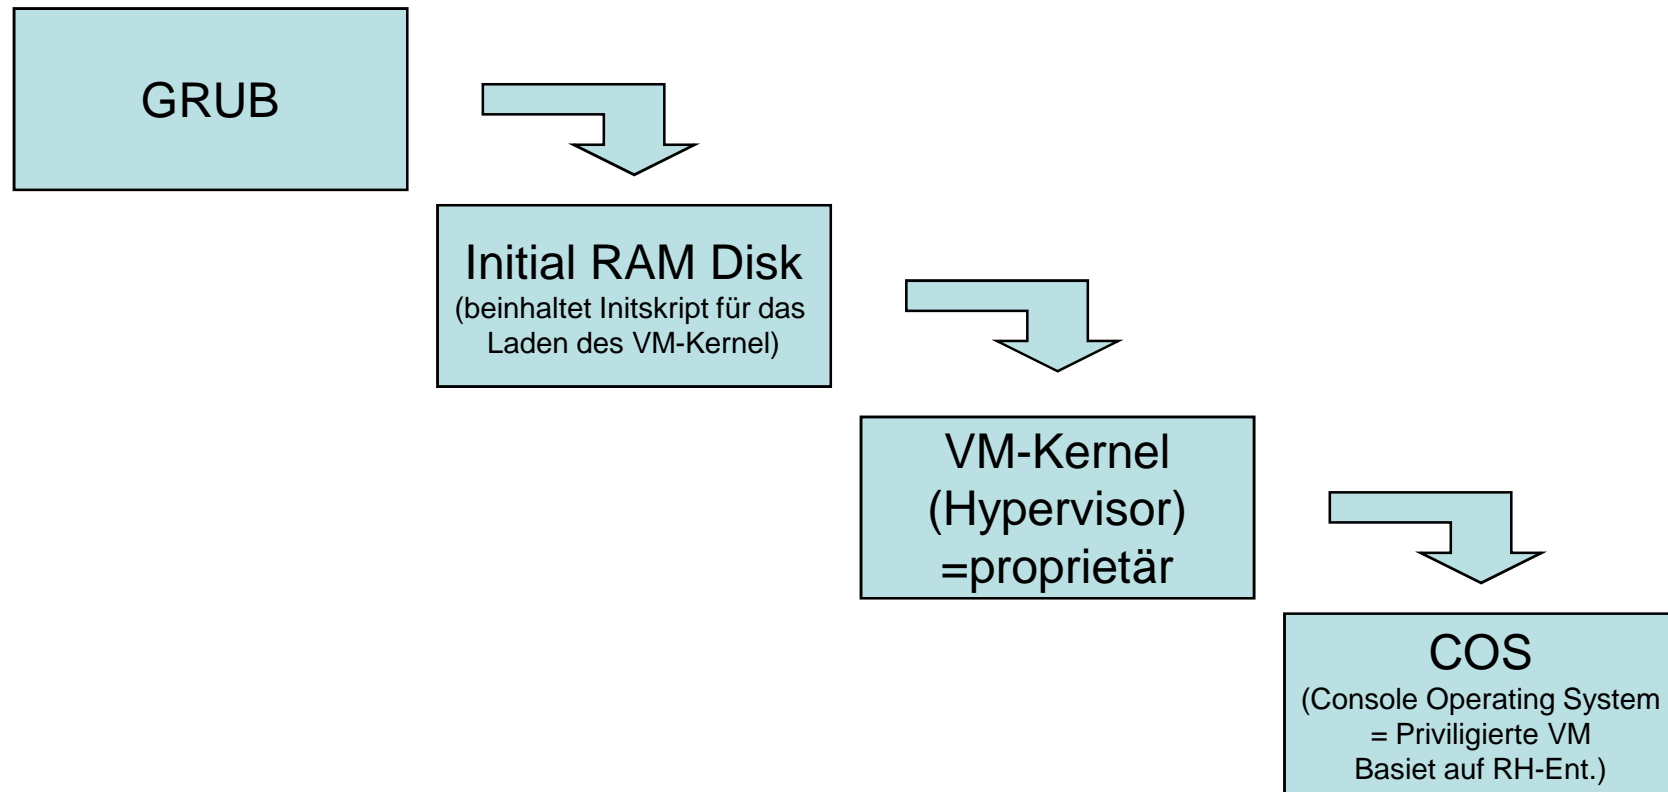 GRUB
Initial RAM Disk
(beinhaltet Initskript für das
Laden des VM-Kernel)
VM-Kernel
(Hypervisor)
=proprietär
COS
(Console Operating System
= Priviligierte VM
Basiet auf RH-Ent.)